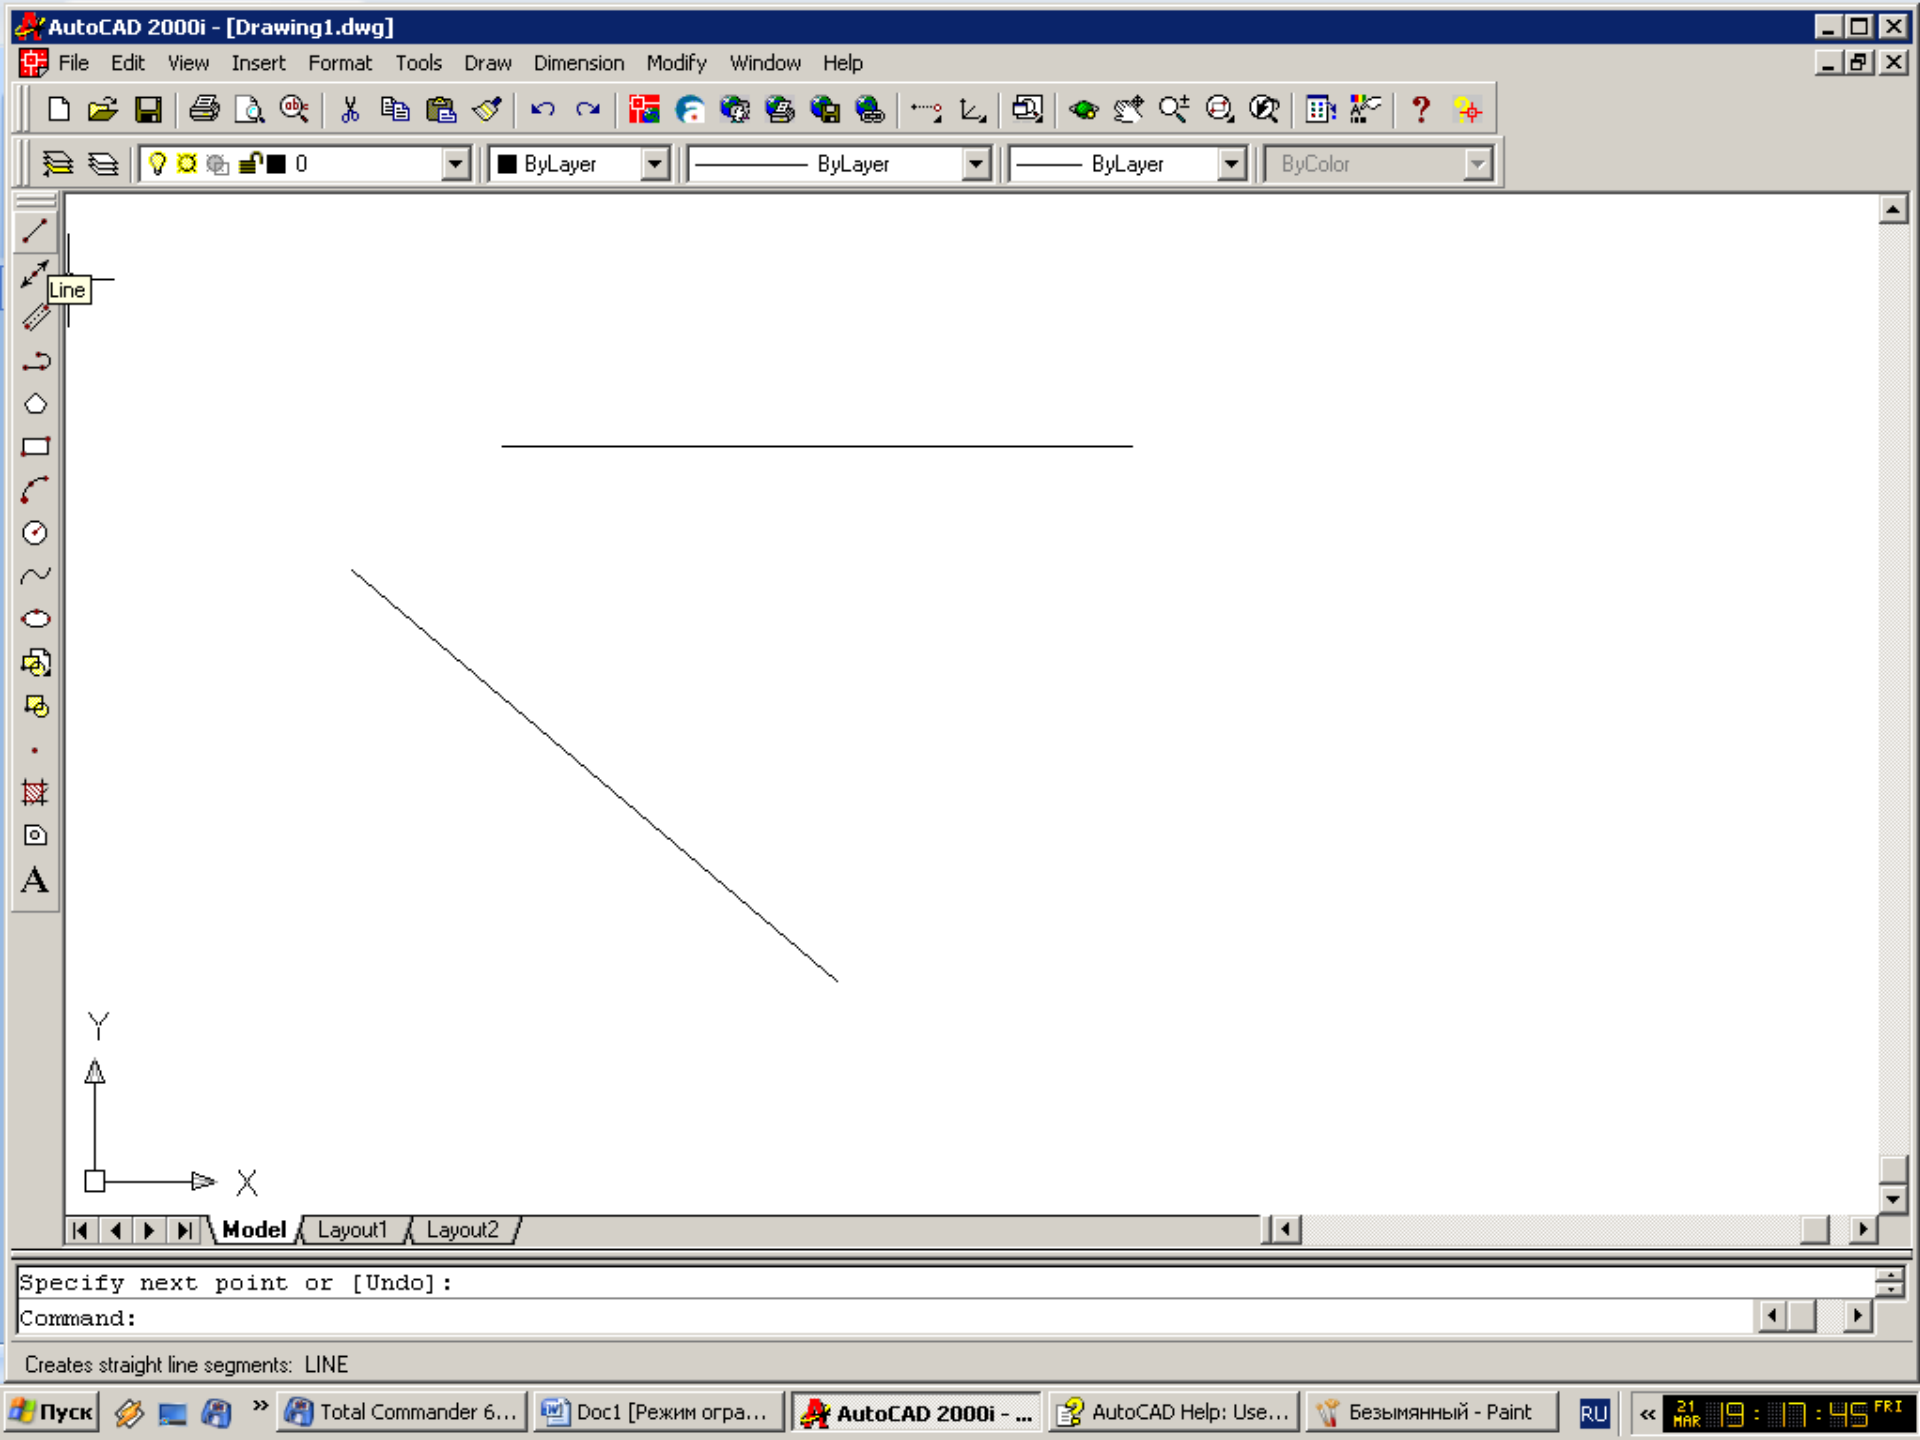 AutoCAD 2000i - [Drawing1.dwg]
File Edit View Insert Format Tools Draw Dimension Modify Window Help
0 ByLayer ByLayer ByLayer ByColor
Line
A
Y
X
Model Layout1 Layout2
Specify next point or [Undo]:
Command:
Creates straight line segments: LINE
Пуск » Total Commander 6... Doc1 [Режим огра... AutoCAD 2000i - ... AutoCAD Help: Use... Безымянный - Paint RU « 21 MAR 19:17:45 FRI